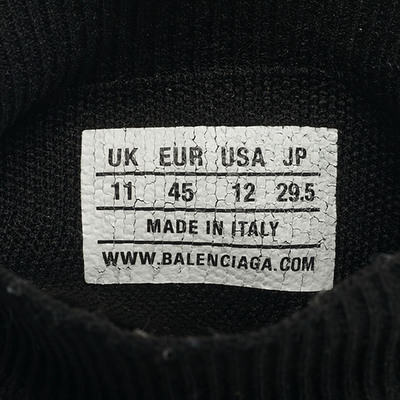 UK EUR USA JP
11 45 12 29.5
MADE IN ITALY
WWW.BALENCIAGA.COM